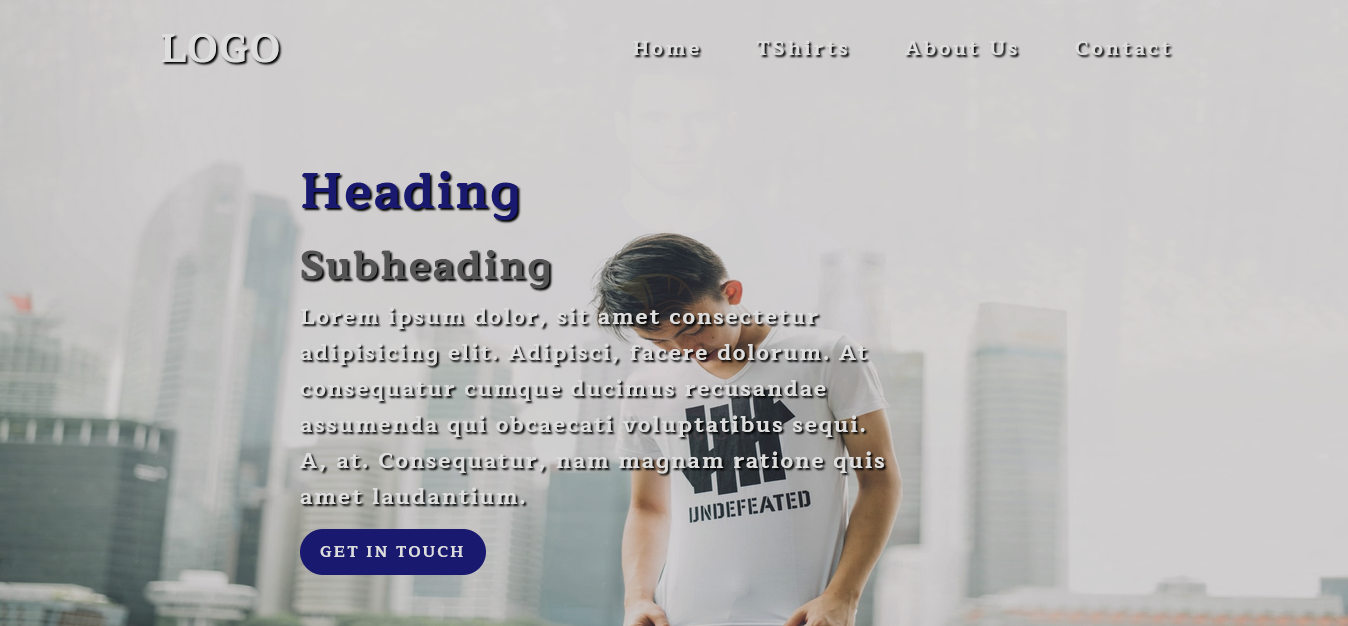 LOGO
Home TShirts About Us Contact
Heading
Subheading
Lorem ipsum dolor, sit amet consectetur
adipisicing elit. Adipisci, facere dolorum. At
consequatur cumque ducimus recusandae
assumenda qui obcaecati voluptatibus sequi.
A, at. Consequatur, nam magnam ratione quis
amet laudantium.
UNDEFEATED
GET IN TOUCH